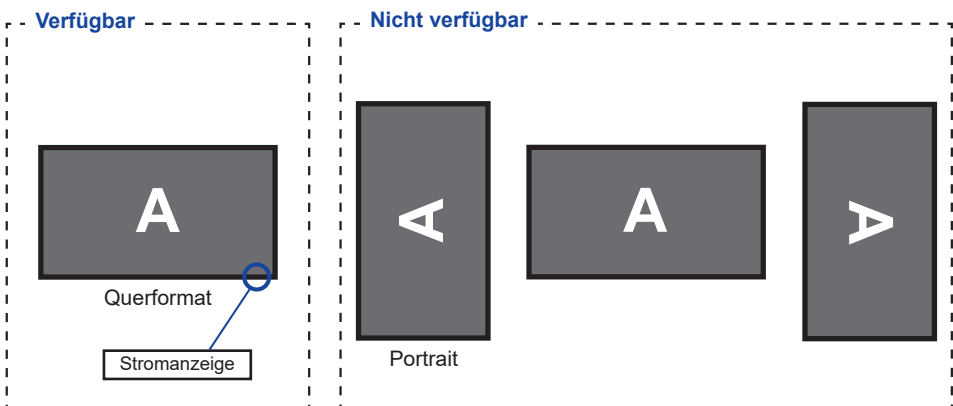 Verfügbar
Nicht verfügbar
A
Querformat
Stromanzeige
A
Portrait
A
A